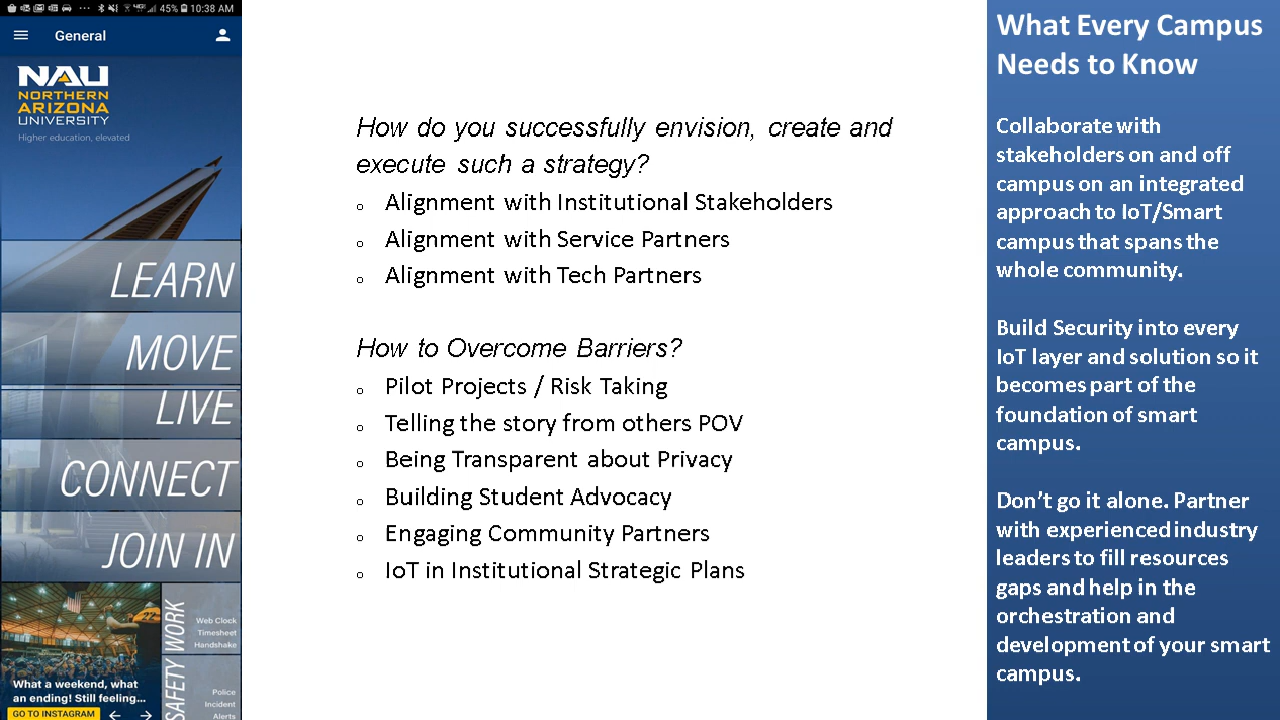 45% 10:38 AM
General
NAU
NORTHERN
ARIZONA
UNIVERSITY
Higher education, elevated
LEARN
MOVE
LIVE
CONNECT
JOIN IN
What a weekend, what
an ending! Still feeling...
GO TO INSTAGRAM
WORK
Web Clock
Timesheet
Handshake
SAFETY
Police
Incident
Alerts
How do you successfully envision, create and
execute such a strategy?
Alignment with Institutional Stakeholders
Alignment with Service Partners
Alignment with Tech Partners
How to Overcome Barriers?
Pilot Projects / Risk Taking
Telling the story from others POV
Being Transparent about Privacy
Building Student Advocacy
Engaging Community Partners
IoT in Institutional Strategic Plans
What Every Campus
Needs to Know
Collaborate with
stakeholders on and off
campus on an integrated
approach to IoT/Smart
campus that spans the
whole community.
Build Security into every
IoT layer and solution so it
becomes part of the
foundation of smart
campus.
Don’t go it alone. Partner
with experienced industry
leaders to fill resources
gaps and help in the
orchestration and
development of your smart
campus.